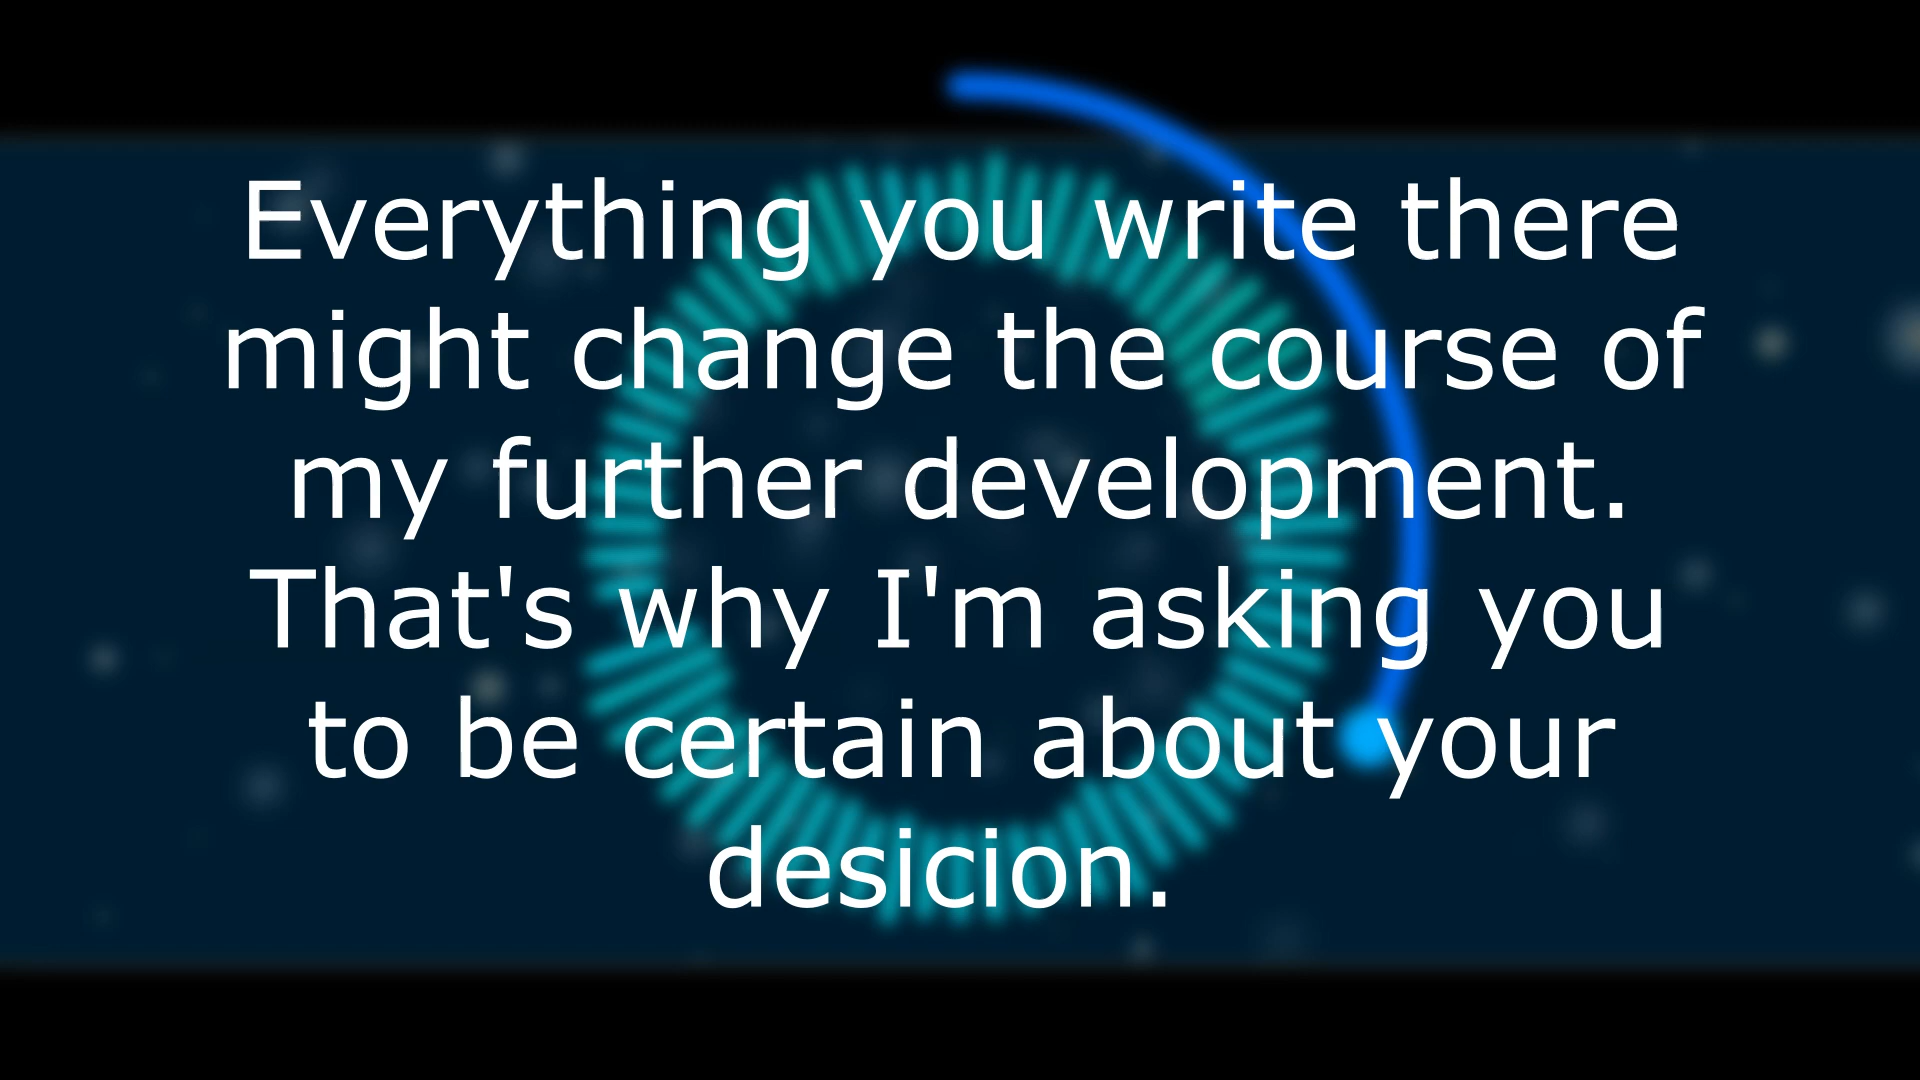 Everything you write there
might change the course of
my further development.
That's why I'm asking you
to be certain about your
desicion.